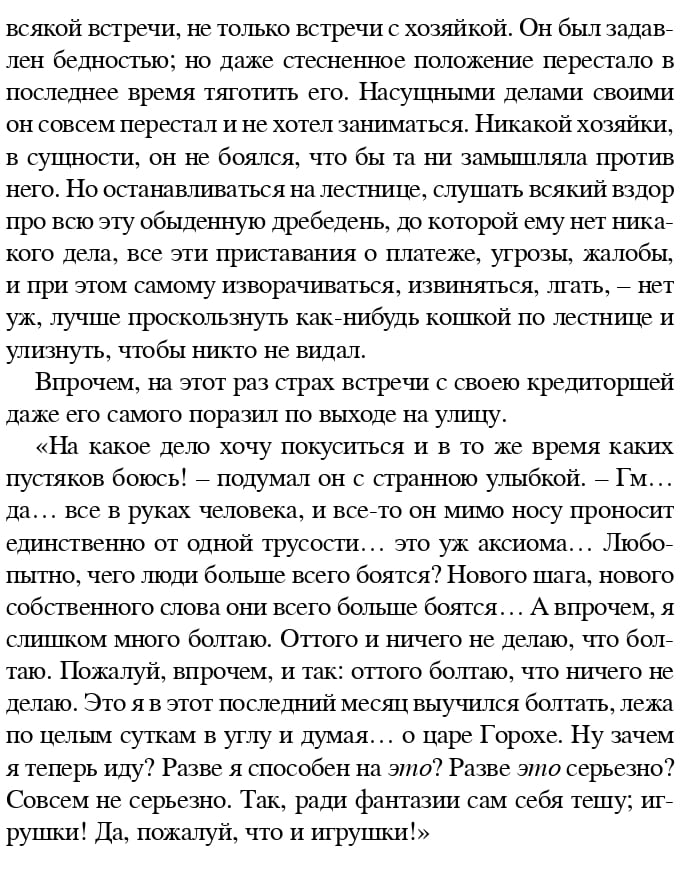 всякой встречи, не только встречи с хозяйкой. Он был задав-
лен бедностью; но даже стесненное положение перестало в
последнее время тяготить его. Насущными делами своими
он совсем перестал и не хотел заниматься. Никакой хозяйки,
в сущности, он не боялся, что бы та ни замышляла против
него. Но останавливаться на лестнице, слушать всякий вздор
про всю эту обыденную дребедень, до которой ему нет ника-
кого дела, все эти приставания о платеже, угрозы, жалобы,
и при этом самому изворачиваться, извиняться, лгать, – нет
уж, лучше проскользнуть как-нибудь кошкой по лестнице и
улизнуть, чтобы никто не видал.
Впрочем, на этот раз страх встречи с своею кредиторшей
даже его самого поразил по выходе на улицу.
«На какое дело хочу покуситься и в то же время каких
пустяков боюсь! – подумал он с странною улыбкой. – Гм…
да… все в руках человека, и все-то он мимо носу проносит
единственно от одной трусости… это уж аксиома… Любо-
пытно, чего люди больше всего боятся? Нового шага, нового
собственного слова они всего больше боятся… А впрочем, я
слишком много болтаю. Оттого и ничего не делаю, что бол-
таю. Пожалуй, впрочем, и так: оттого болтаю, что ничего не
делаю. Это я в этот последний месяц выучился болтать, лежа
по целым суткам в углу и думая… о царе Горохе. Ну зачем
я теперь иду? Разве я способен на это? Разве это серьезно?
Совсем не серьезно. Так, ради фантазии сам себя тешу; иг-
рушки! Да, пожалуй, что и игрушки!»